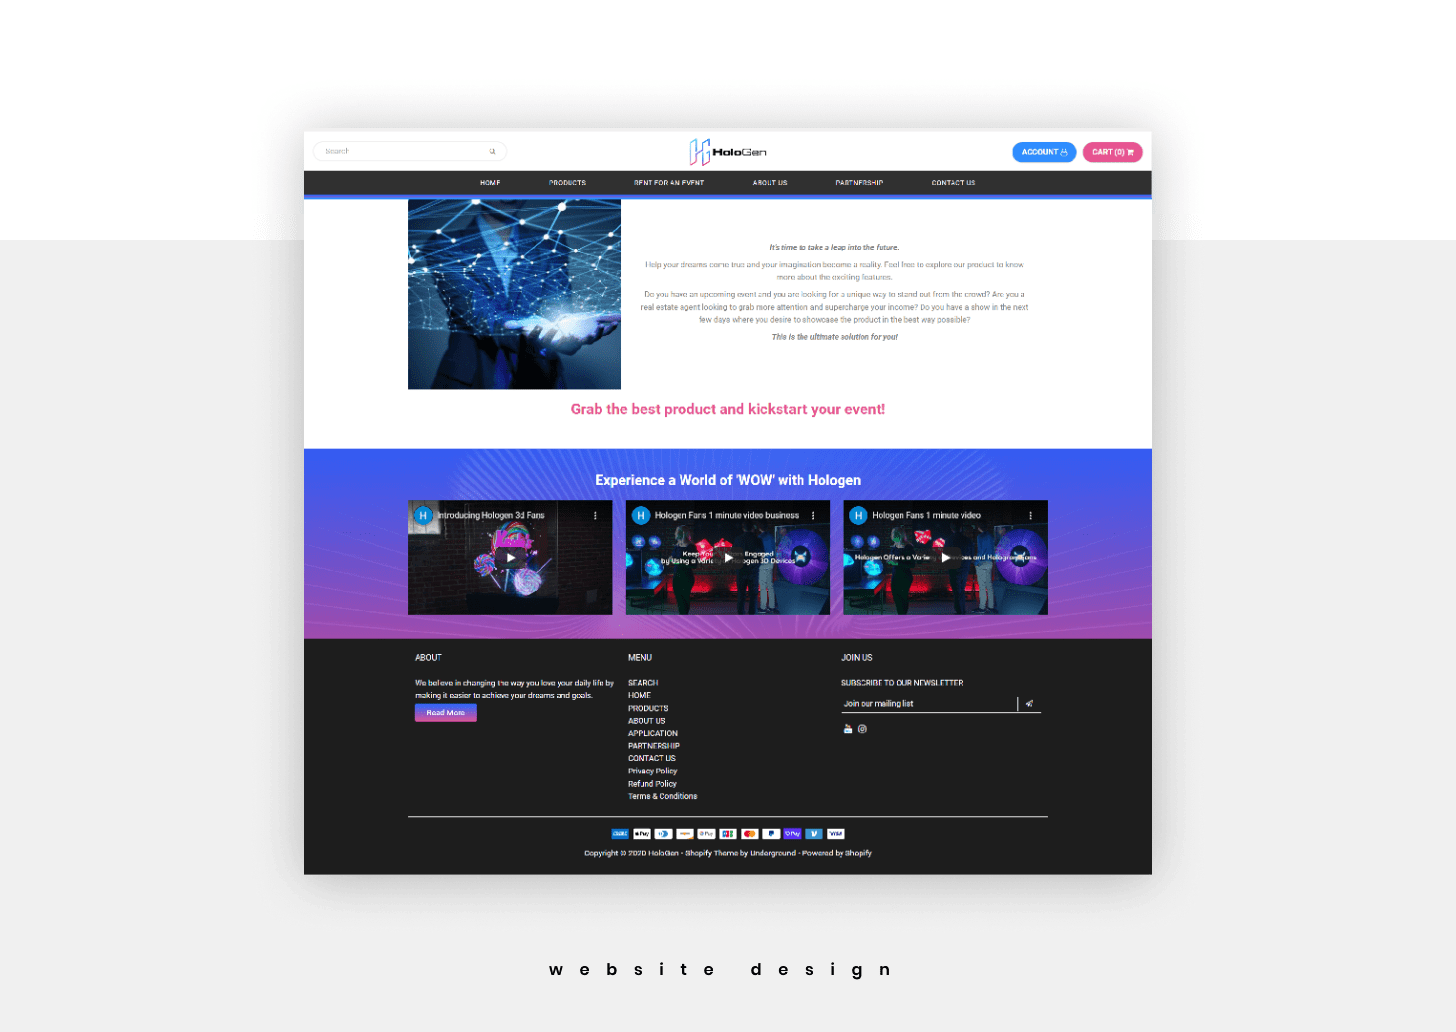 Search
HoloGen
ACCOUNT
CART (0)
HOME PRODUCTS RENT FOR AN EVENT ABOUT US PARTNERSHIP CONTACT US
It's time to take a leap into the future.
Help your dreams come true and your imagination become a reality. Feel free to explore our product to know
more about the exciting features.
Do you have an upcoming event and you are looking for a unique way to stand out from the crowd? Are you a
real estate agent looking to grab more attention and supercharge your income? Do you have a show in the next
few days where you desire to showcase the product in the best way possible?
This is the ultimate solution for you!
Grab the best product and kickstart your event!
Experience a World of 'WOW' with Hologen
H Introducing Hologen 3d Fans
H Hologen Fans 1 minute video business
Keep You Engaged
by Using a Varie ogen 3D Devices
H Hologen Fans 1 minute video
Hologen Offers a Variety and Hologram Fans
ABOUT
We believe in changing the way you love your daily life by
making it easier to achieve your dreams and goals.
Read More
MENU
SEARCH
HOME
PRODUCTS
ABOUT US
APPLICATION
PARTNERSHIP
CONTACT US
Privacy Policy
Refund Policy
Terms & Conditions
JOIN US
SUBSCRIBE TO OUR NEWSLETTER
Join our mailing list
Pay G Pay JCB Pay VISA
Copyright © 2020 HoloGen • Shopify Theme by Underground • Powered by Shopify
website design